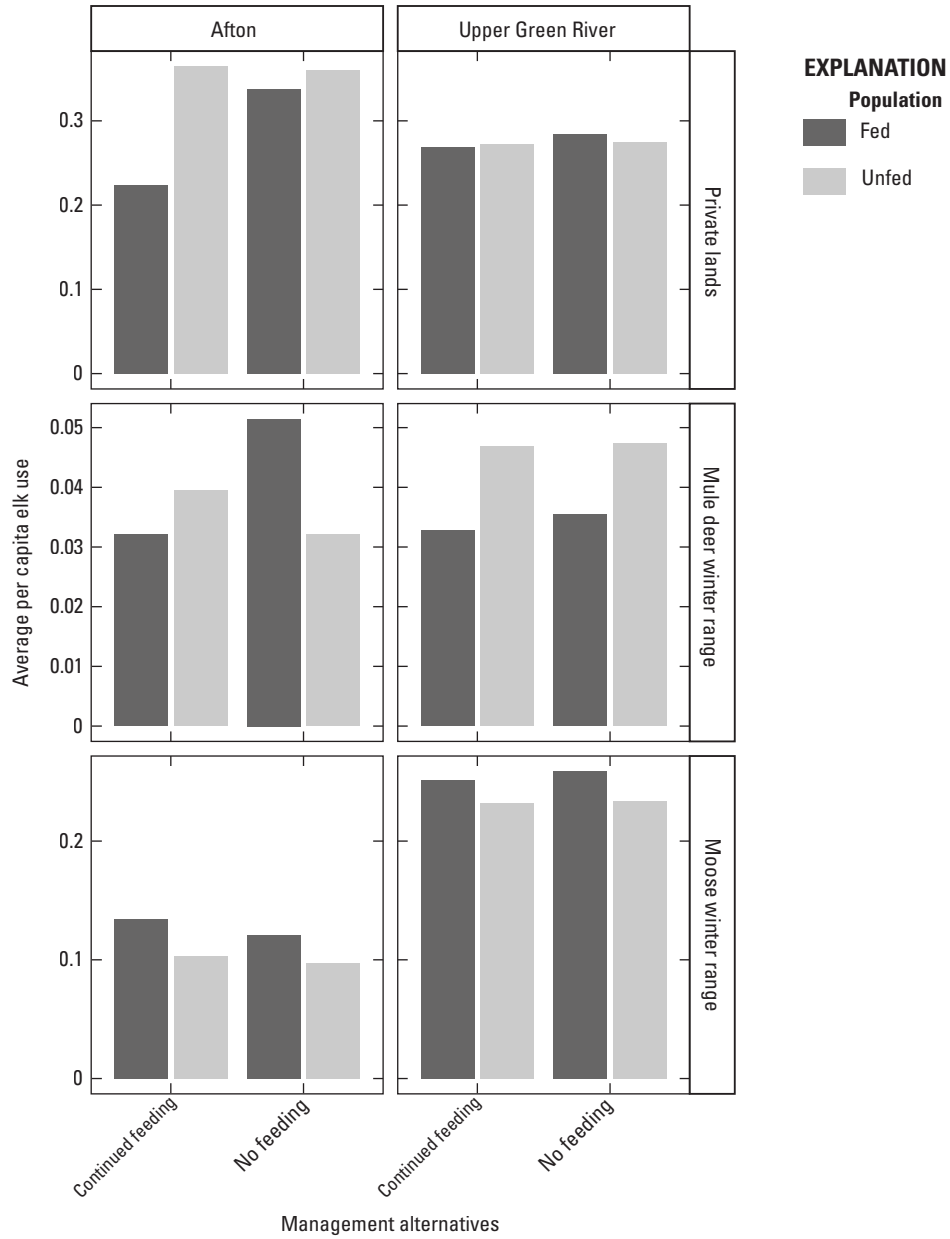 Afton
Upper Green River
EXPLANATION
Population
Fed
Unfed
0.3
0.2
0.1
0
Private lands
Average per capita elk use
0.05
0.04
0.03
0.02
0.01
0
Mule deer winter range
0.2
0.1
0
Moose winter range
Continued feeding
No feeding
Continued feeding
No feeding
Management alternatives